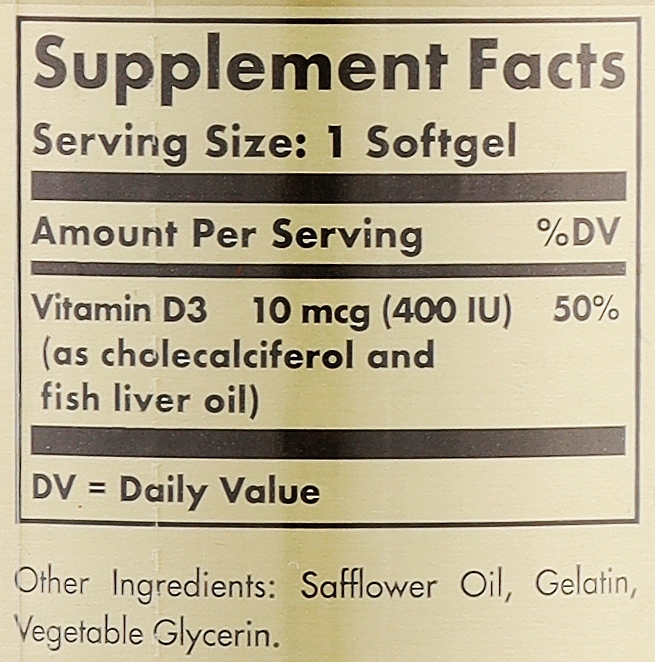 Supplement Facts
Serving Size: 1 Softgel
Amount Per Serving %DV
Vitamin D3 10 mcg (400 IU) 50%
(as cholecalciferol and
fish liver oil)
DV = Daily Value
Other Ingredients: Safflower Oil, Gelatin,
Vegetable Glycerin.